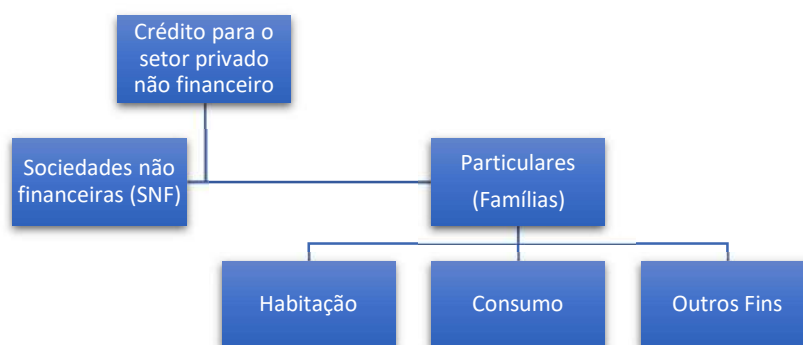 Crédito para o
setor privado
não financeiro
Sociedades não
financeiras (SNF)
Particulares
(Famílias)
Habitação
Consumo
Outros Fins